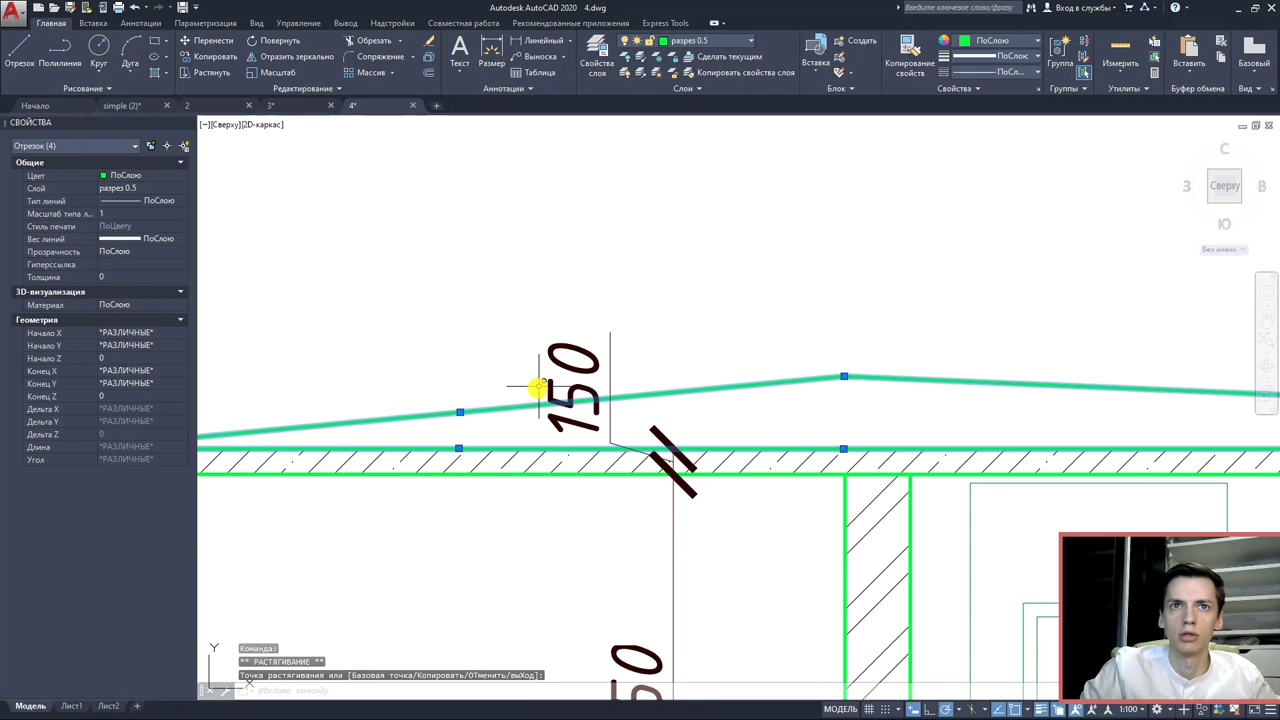 Autodesk AutoCAD 2020 4.dwg
Введите ключевое слово/фразу
Вход в службы
Главная Вставка Аннотации Параметризация Вид Управление Вывод Надстройки Совместная работа Рекомендованные приложения Express Tools
Отрезок Полилиния Круг Дуга
Перенести Повернуть Обрезать
Копировать Отразить зеркально Сопряжение
Растянуть Масштаб Массив
Текст Размер
Линейный
Выноска
Таблица
Свойства слоя
разрез 0.5
Сделать текущим
Копировать свойства слоя
Вставка
Создать
Копирование свойств
ПоСлою
ПоСлок
ПоСл...
Группа
Измерить
Вставить
Базовый
Рисование Редактирование Аннотации Слои Блок Свойства Группы Утилиты Буфер обмена Вид
Начало simple (2)* 2 3* 4*
СВОЙСТВА
[−][Сверху][2D-каркас]
Отрезок (4)
Общие
Цвет ПоСлою
Слой разрез 0.5
Тип линий ПоСлою
Масштаб типа л... 1
Стиль печати ПоЦвету
Вес линий ПоСлою
Прозрачность ПоСлою
Гиперссылка
Толщина 0
3D-визуализация
Материал ПоСлою
Геометрия
Начало X *РАЗЛИЧНЫЕ*
Начало Y *РАЗЛИЧНЫЕ*
Начало Z 0
Конец X *РАЗЛИЧНЫЕ*
Конец Y *РАЗЛИЧНЫЕ*
Конец Z 0
Дельта X *РАЗЛИЧНЫЕ*
Дельта Y *РАЗЛИЧНЫЕ*
Дельта Z 0
Длина *РАЗЛИЧНЫЕ*
Угол *РАЗЛИЧНЫЕ*
С
З Сверху В
Ю
Без имени
150
50
Y
Команда:
** РАСТЯГИВАНИЕ **
Точка растягивания или [Базовая точка/Копировать/ОТменить/выХод]:
Введите команду
Модель Лист1 Лист2 +
МОДЕЛЬ
1:100